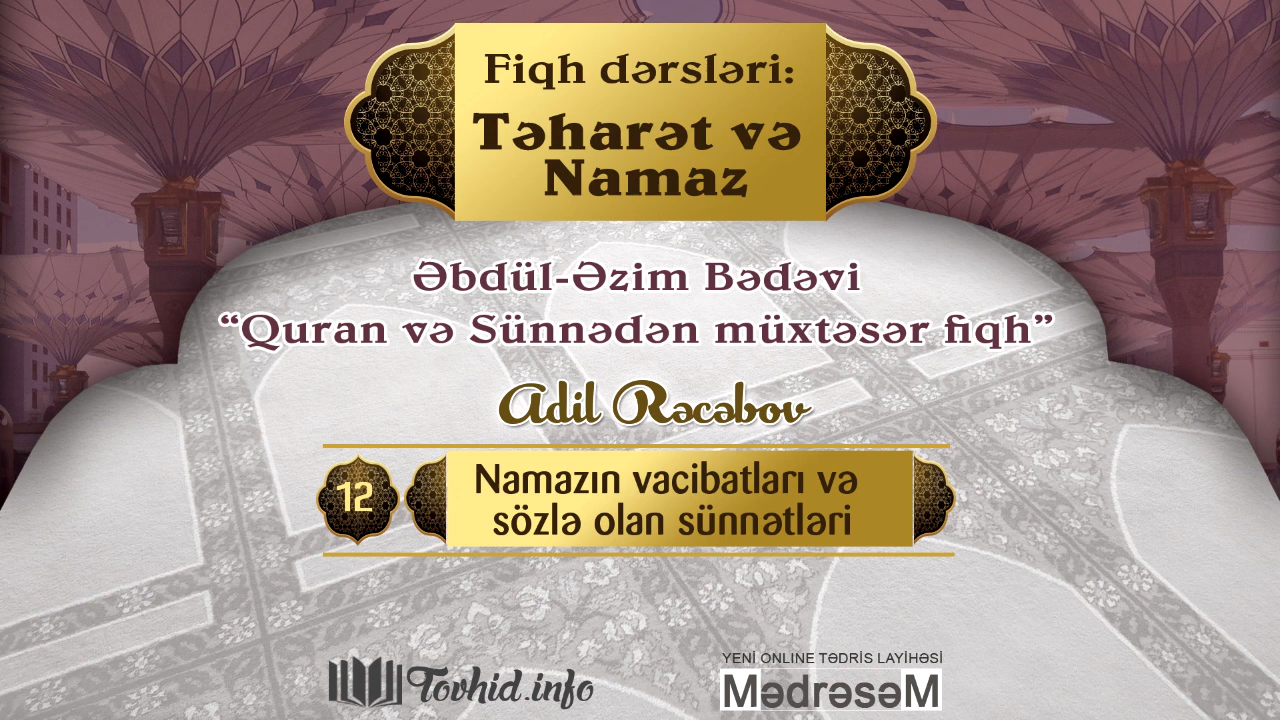 Fiqh dərsləri:
Təharət və
Namaz
Əbdül-Əzim Bədəvi
“Quran və Sünnədən müxtəsər fiqh”
Adil Rəcəbov
12
Namazın vacibatları və
sözlə olan sünnətləri
Tovhid.info
YENİ ONLINE TƏDRİS LAYİHƏSİ
MədrəsəM